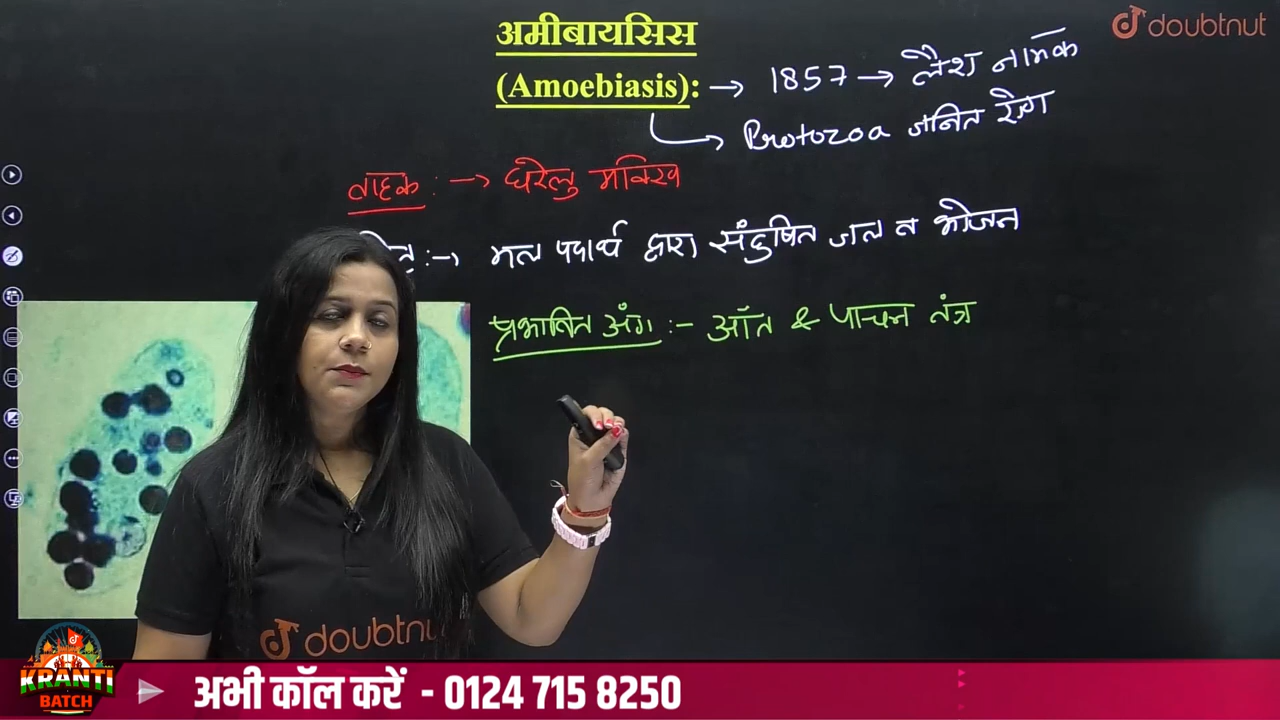 अमीबायसिस
doubtnut
(Amoebiasis): → 1857 → लैश नामक
Protozoa जनित रोग
वाहक :→ घरेलु मक्खि
:→ मल पदार्थ द्वारा संदुषित जल व भोजन
प्रभावित अंग :- आँत & पाचन तंत्र
doubtnut
KRANTI
BATCH
अभी कॉल करें - 0124 715 8250